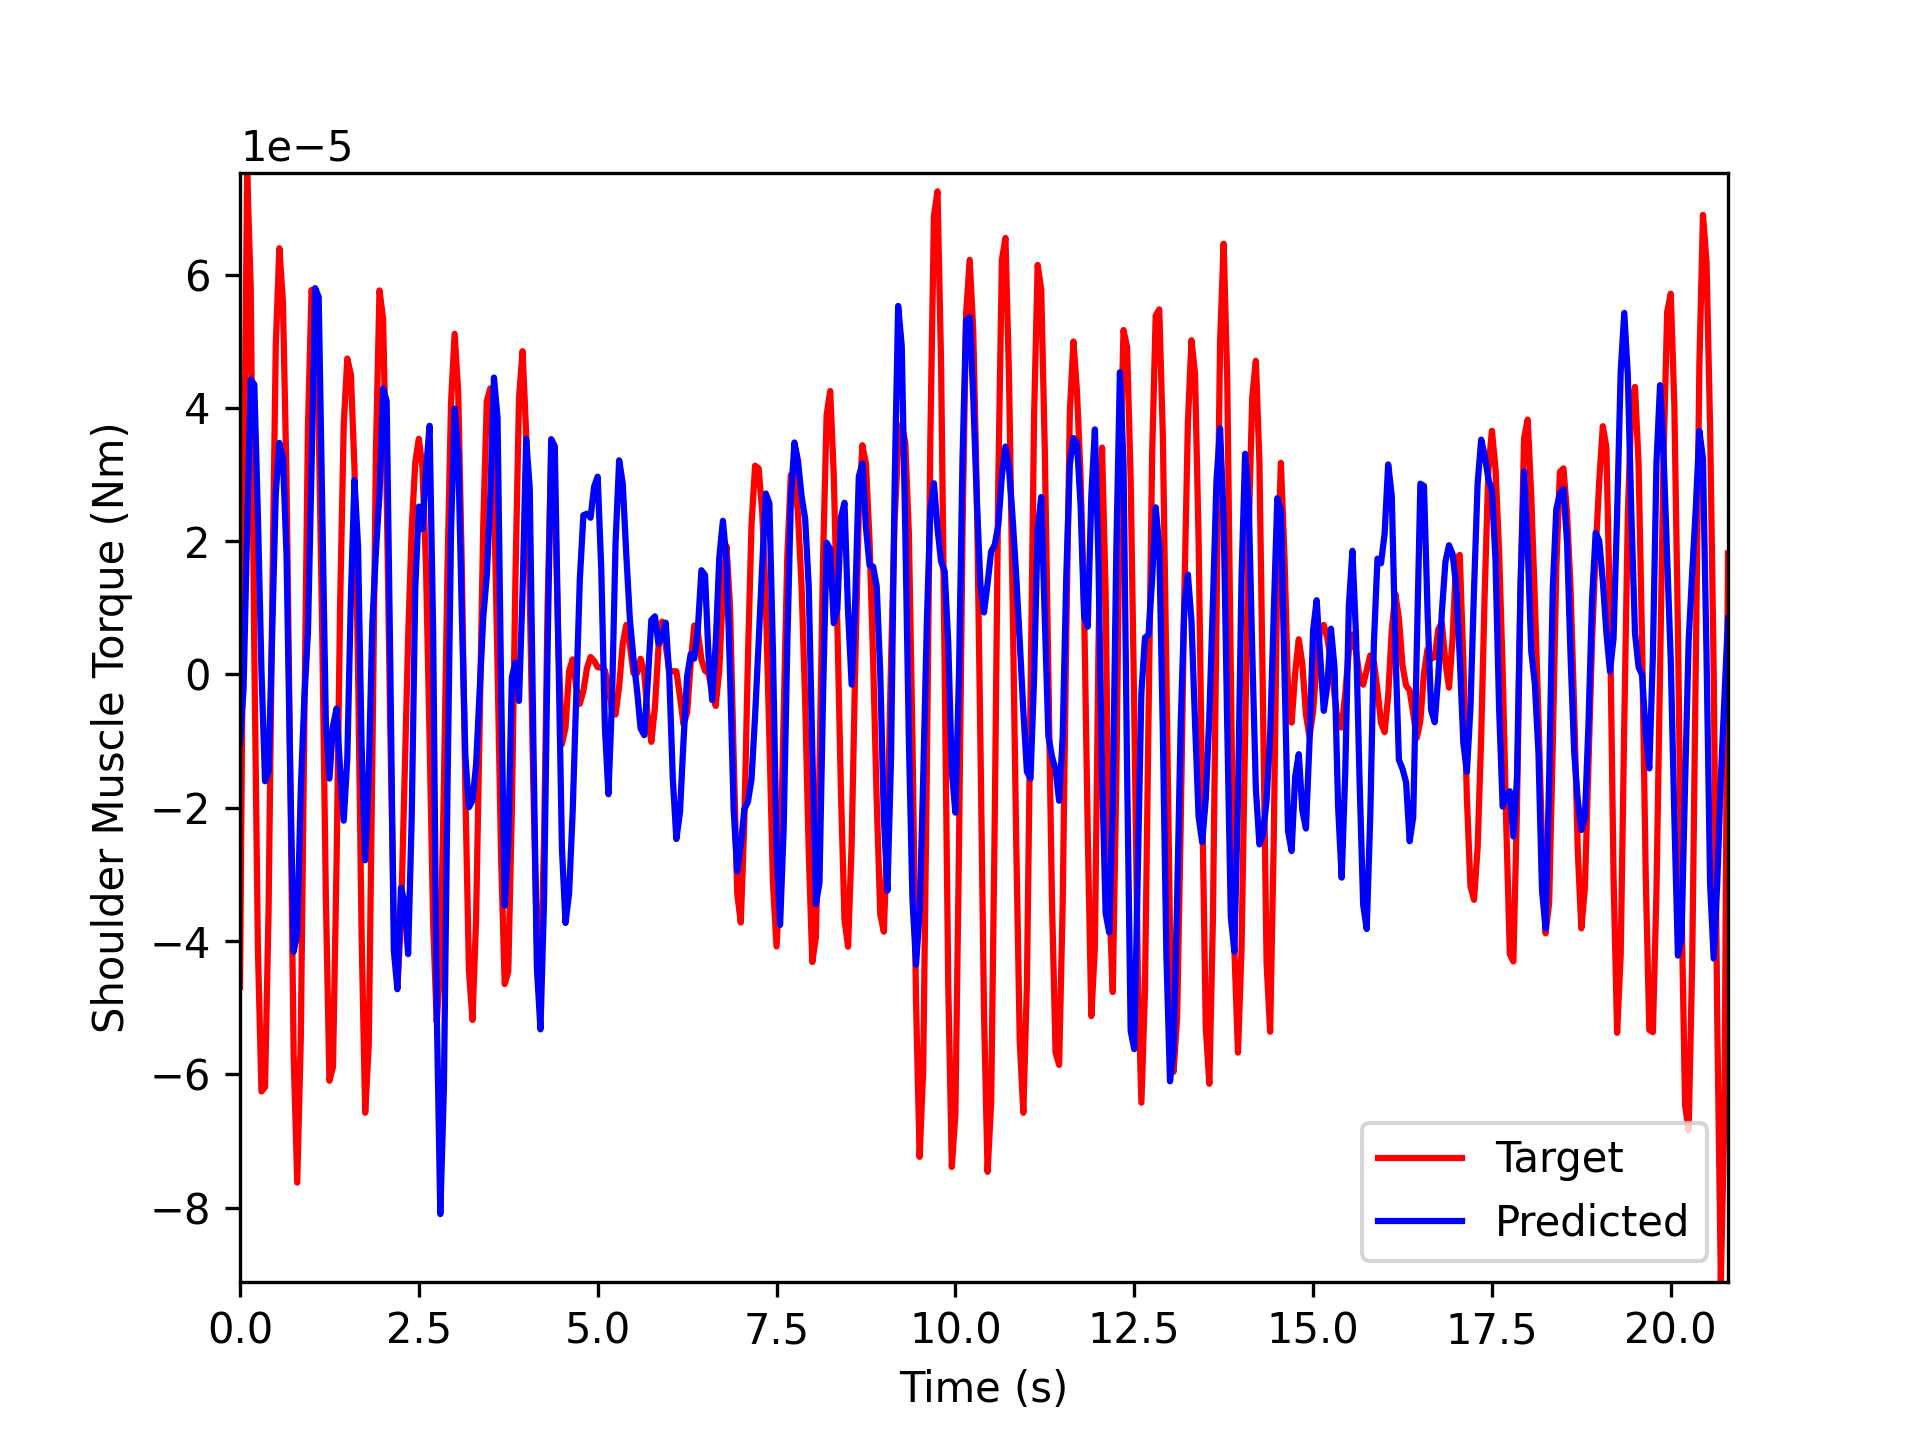 1e−5
Shoulder Muscle Torque (Nm)
6
4
2
0
−2
−4
−6
−8
Target
Predicted
0.0 2.5 5.0 7.5 10.0 12.5 15.0 17.5 20.0
Time (s)